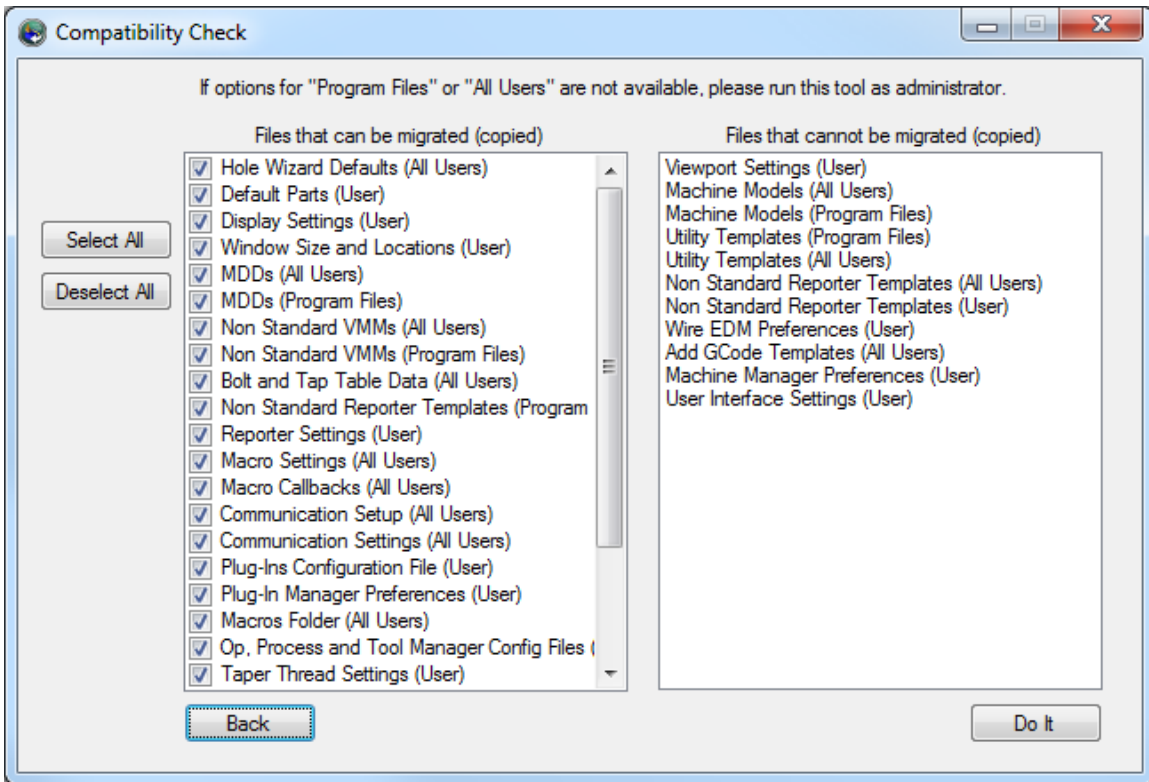 Compatibility Check
If options for "Program Files" or "All Users" are not available, please run this tool as administrator.
Files that can be migrated (copied)
Files that cannot be migrated (copied)
Select All
Deselect All
Hole Wizard Defaults (All Users)
Default Parts (User)
Display Settings (User)
Window Size and Locations (User)
MDDs (All Users)
MDDs (Program Files)
Non Standard VMMs (All Users)
Non Standard VMMs (Program Files)
Bolt and Tap Table Data (All Users)
Non Standard Reporter Templates (Program
Reporter Settings (User)
Macro Settings (All Users)
Macro Callbacks (All Users)
Communication Setup (All Users)
Communication Settings (All Users)
Plug-Ins Configuration File (User)
Plug-In Manager Preferences (User)
Macros Folder (All Users)
Op, Process and Tool Manager Config Files (
Taper Thread Settings (User)
Viewport Settings (User)
Machine Models (All Users)
Machine Models (Program Files)
Utility Templates (Program Files)
Utility Templates (All Users)
Non Standard Reporter Templates (All Users)
Non Standard Reporter Templates (User)
Wire EDM Preferences (User)
Add GCode Templates (All Users)
Machine Manager Preferences (User)
User Interface Settings (User)
Back
Do It